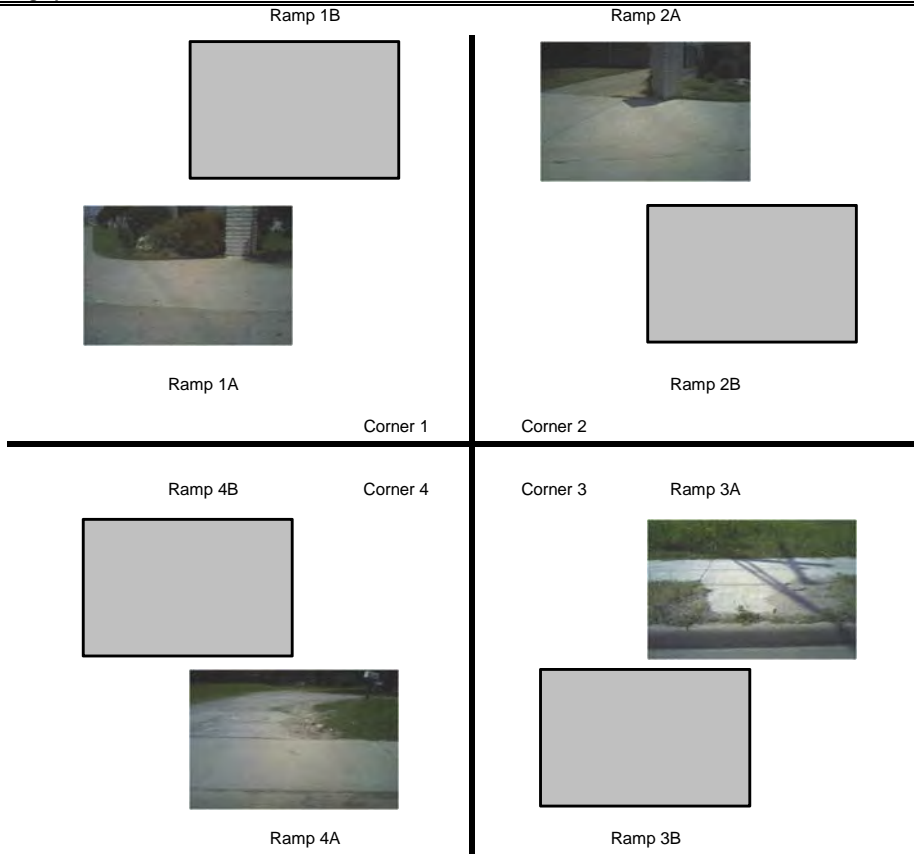 Ramp 1B
Ramp 2A
Ramp 1A
Ramp 2B
Corner 1
Corner 2
Ramp 4B
Corner 4
Corner 3
Ramp 3A
Ramp 4A
Ramp 3B